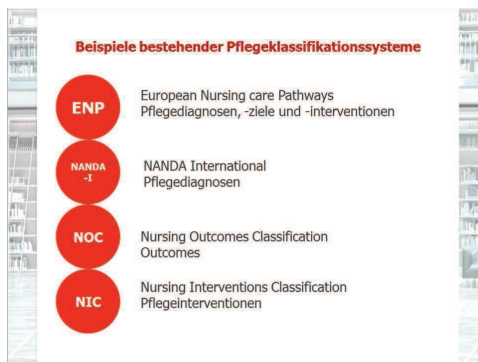 Beispiele bestehender Pflegeklassifikationssysteme
ENP
European Nursing care Pathways
Pflegediagnosen, -ziele und -interventionen
NANDA
-I
NANDA International
Pflegediagnosen
NOC
Nursing Outcomes Classification
Outcomes
NIC
Nursing Interventions Classification
Pflegeinterventionen